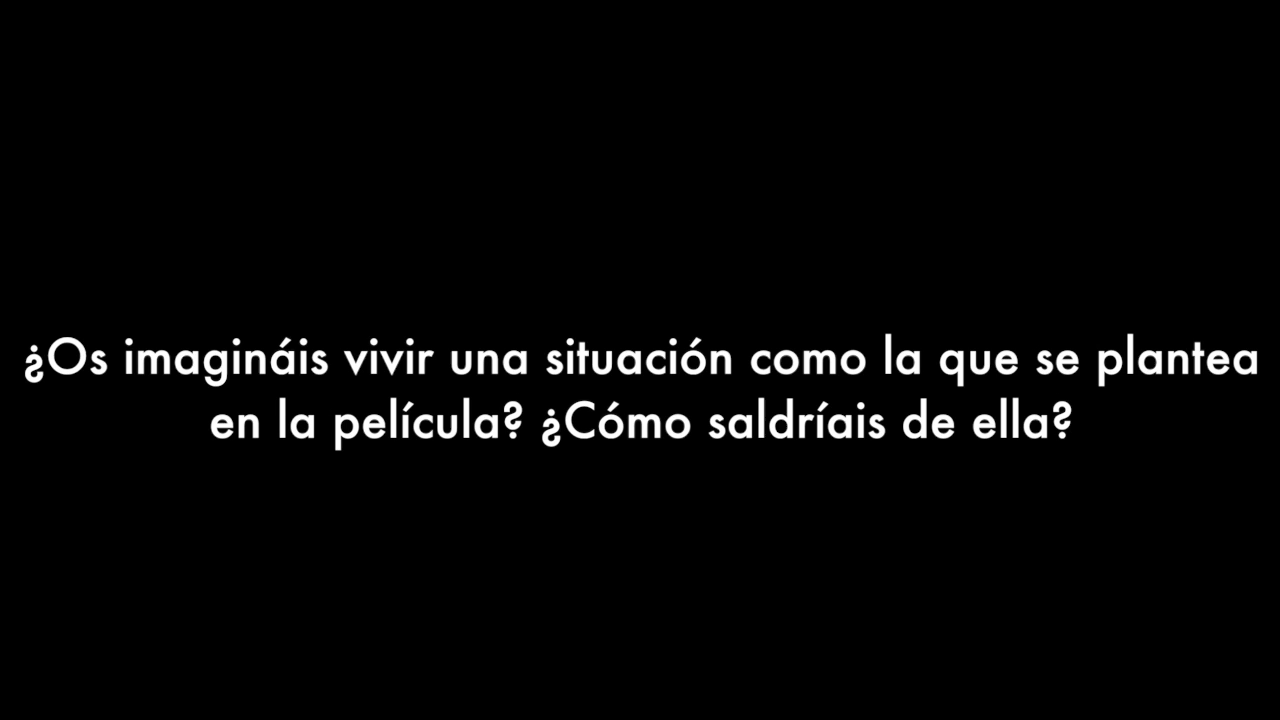 ¿Os imagináis vivir una situación como la que se plantea
en la película? ¿Cómo saldríais de ella?